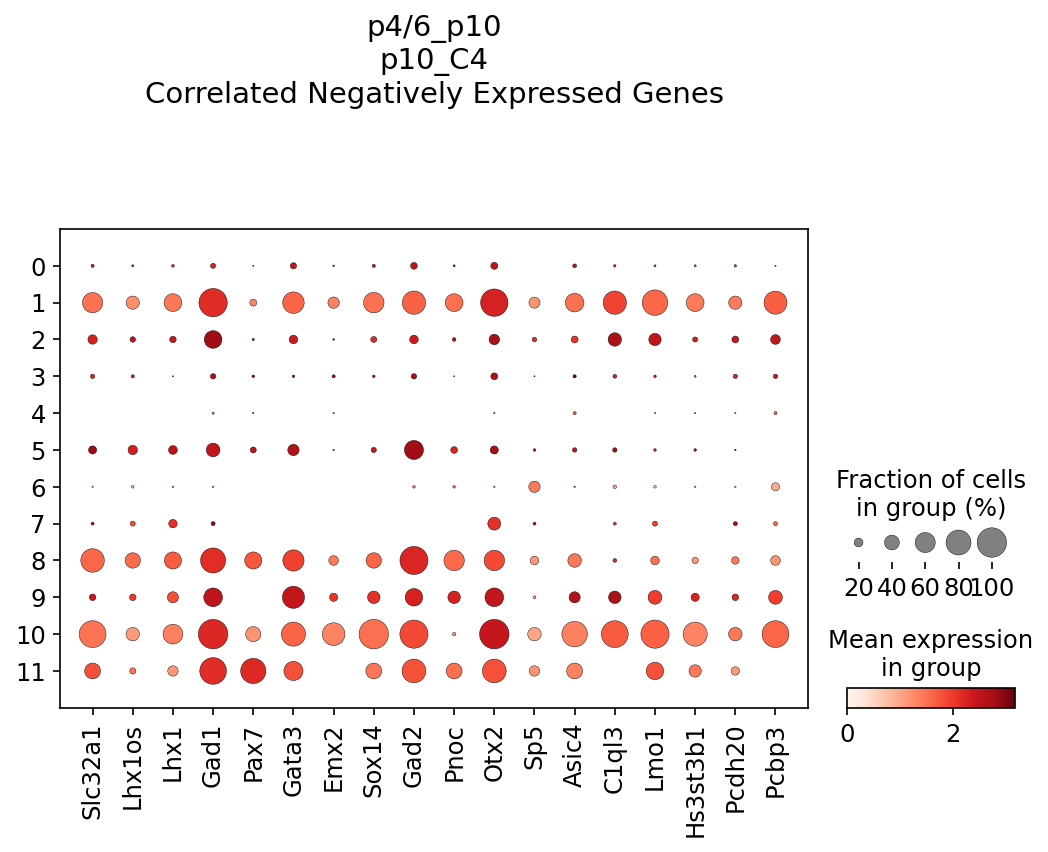 p4/6_p10
p10_C4
Correlated Negatively Expressed Genes
0
1
2
3
4
5
6
7
8
9
10
11
Slc32a1
Lhx1os
Lhx1
Gad1
Pax7
Gata3
Emx2
Sox14
Gad2
Pnoc
Otx2
Sp5
Asic4
C1ql3
Lmo1
Hs3st3b1
Pcdh20
Pcbp3
Fraction of cells
in group (%)
20 40 60 80 100
Mean expression
in group
0 2